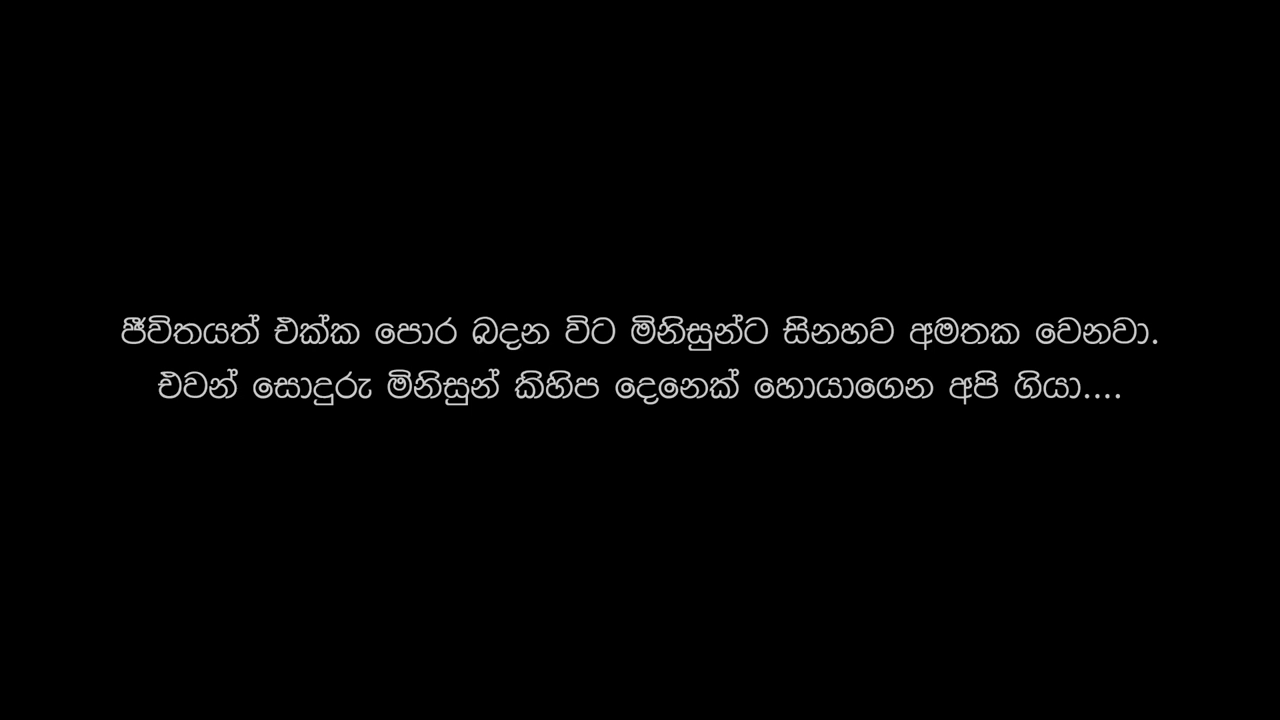 ජීවිතයත් එක්ක පොර බදන විට මිනිසුන්ට සිනහව අමතක වෙනවා.
එවන් සොදුරු මිනිසුන් කිහිප දෙනෙක් හොයාගෙන අපි ගියා....